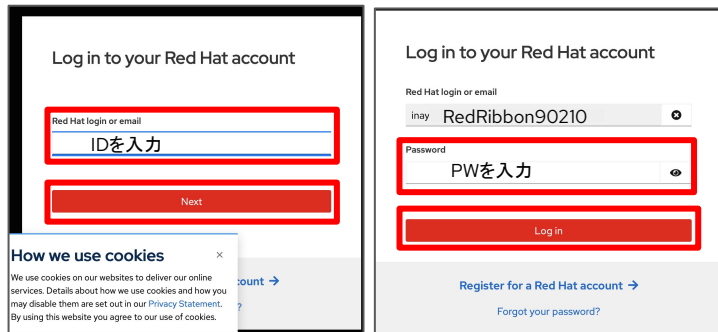 Log in to your Red Hat account
Red Hat login or email
IDを入力
Next
How we use cookies ×
We use cookies on our websites to deliver our online
services. Details about how we use cookies and how you
may disable them are set out in our Privacy Statement.
By using this website you agree to our use of cookies.
count →
?
Log in to your Red Hat account
Red Hat login or email
inay RedRibbon90210
Password
PWを入力
Log in
Register for a Red Hat account →
Forgot your password?